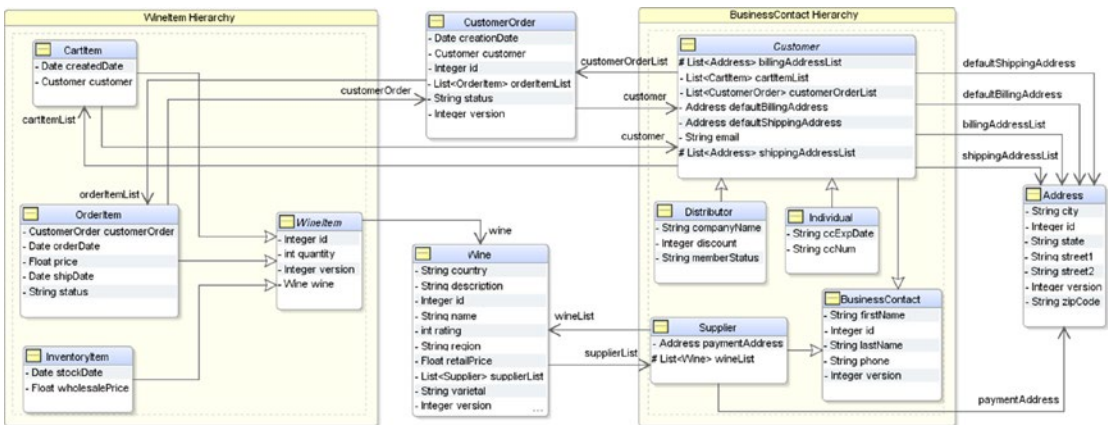 WineItem Hierarchy
CartItem
- Date createdDate
- Customer customer
cartItemList
orderItemList
OrderItem
- CustomerOrder customerOrder
- Date orderDate
- Float price
- Date shipDate
- String status
InventoryItem
- Date stockDate
- Float wholesalePrice
WineItem
- Integer id
- int quantity
- Integer version
- Wine wine
customerOrder
CustomerOrder
- Date creationDate
- Customer customer
- Integer id
- List<OrderItem> orderItemList
- String status
- Integer version
wine
Wine
- String country
- String description
- Integer id
- String name
- int rating
- String region
- Float retailPrice
- List<Supplier> supplierList
- String varietal
- Integer version
...
wineList
supplierList
customerOrderList
customer
customer
BusinessContact Hierarchy
Customer
# List<Address> billingAddressList
- List<CartItem> cartItemList
- List<CustomerOrder> customerOrderList
- Address defaultBillingAddress
- Address defaultShippingAddress
- String email
# List<Address> shippingAddressList
Distributor
- String companyName
- Integer discount
- String memberStatus
Individual
- String ccExpDate
- String ccNum
Supplier
- Address paymentAddress
# List<Wine> wineList
BusinessContact
- String firstName
- Integer id
- String lastName
- String phone
- Integer version
defaultShippingAddress
defaultBillingAddress
billingAddressList
shippingAddressList
Address
- String city
- Integer id
- String state
- String street1
- String street2
- Integer version
- String zipCode
paymentAddress